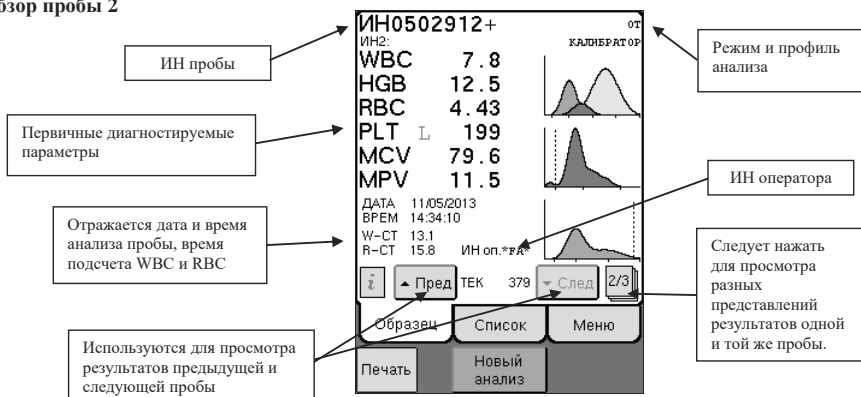 бзор пробы 2
ИН0502912+
ОТ
ИН2:
КАЛИБРАТОР
WBC 7.8
HGB 12.5
RBC 4.43
PLT L 199
MCV 79.6
MPV 11.5
ДАТА 11/05/2013
ВРЕМ 14:34:10
W-CT 13.1
R-CT 15.8 ИН оп.*FA*
i ▲ Пред ТЕК 379 ▼ След 2/3
Образец Список Меню
Печать Новый
анализ
ИН пробы
Первичные диагностируемые
параметры
Отражается дата и время
анализа пробы, время
подсчета WBC и RBC
Используются для просмотра
результатов предыдущей и
следующей пробы
Режим и профиль
анализа
ИН оператора
Следует нажать
для просмотра
разных
представлений
результатов одной
и той же пробы.